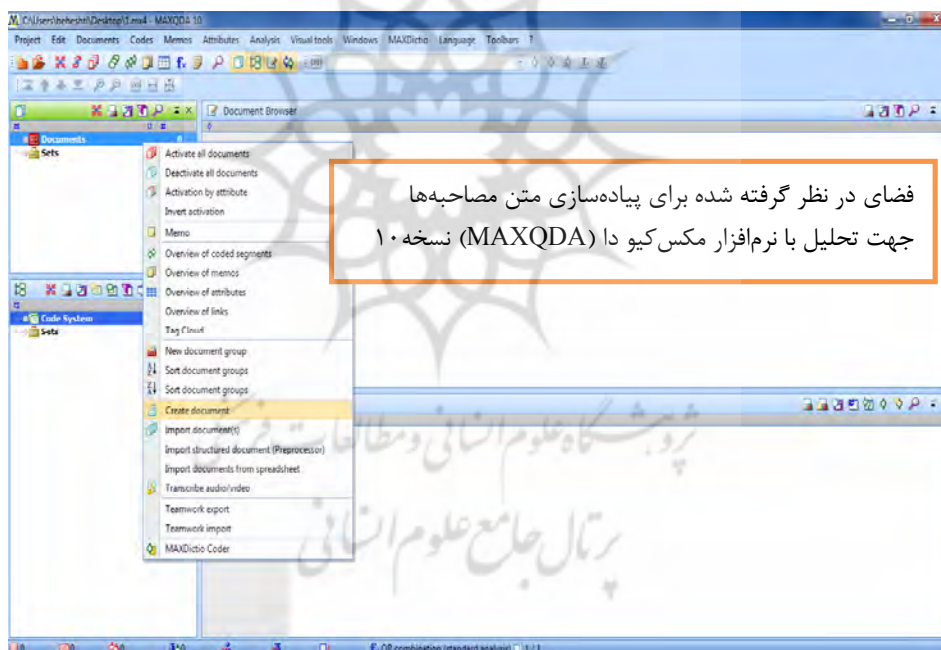 C:\Users\beheshti\Desktop\1.mx4 - MAXQDA 10
Project Edit Documents Codes Memos Attributes Analysis Visual tools Windows MAXDictio Language Toolbars ?
Document Browser
Documents 0
Sets
Activate all documents
Deactivate all documents
Activation by attribute
Invert activation
Memo
Overview of coded segments
Overview of memos
Overview of attributes
Overview of links
Tag Cloud
New document group
Sort document groups
Sort document groups
Create document
Import document(s)
Import structured document (Preprocessor)
Import documents from spreadsheet
Transcribe audio/video
Teamwork export
Teamwork import
MAXDictio Coder
فضای در نظر گرفته شده برای پیاده‌سازی متن مصاحبه‌ها
جهت تحلیل با نرم‌افزار مکس‌کیو دا (MAXQDA) نسخه۱۰
Code System
Sets
پژوهشگاه علوم انسانی و مطالعات فرهنگی
پرتال جامع علوم انسانی
OR combination (standard analysis)